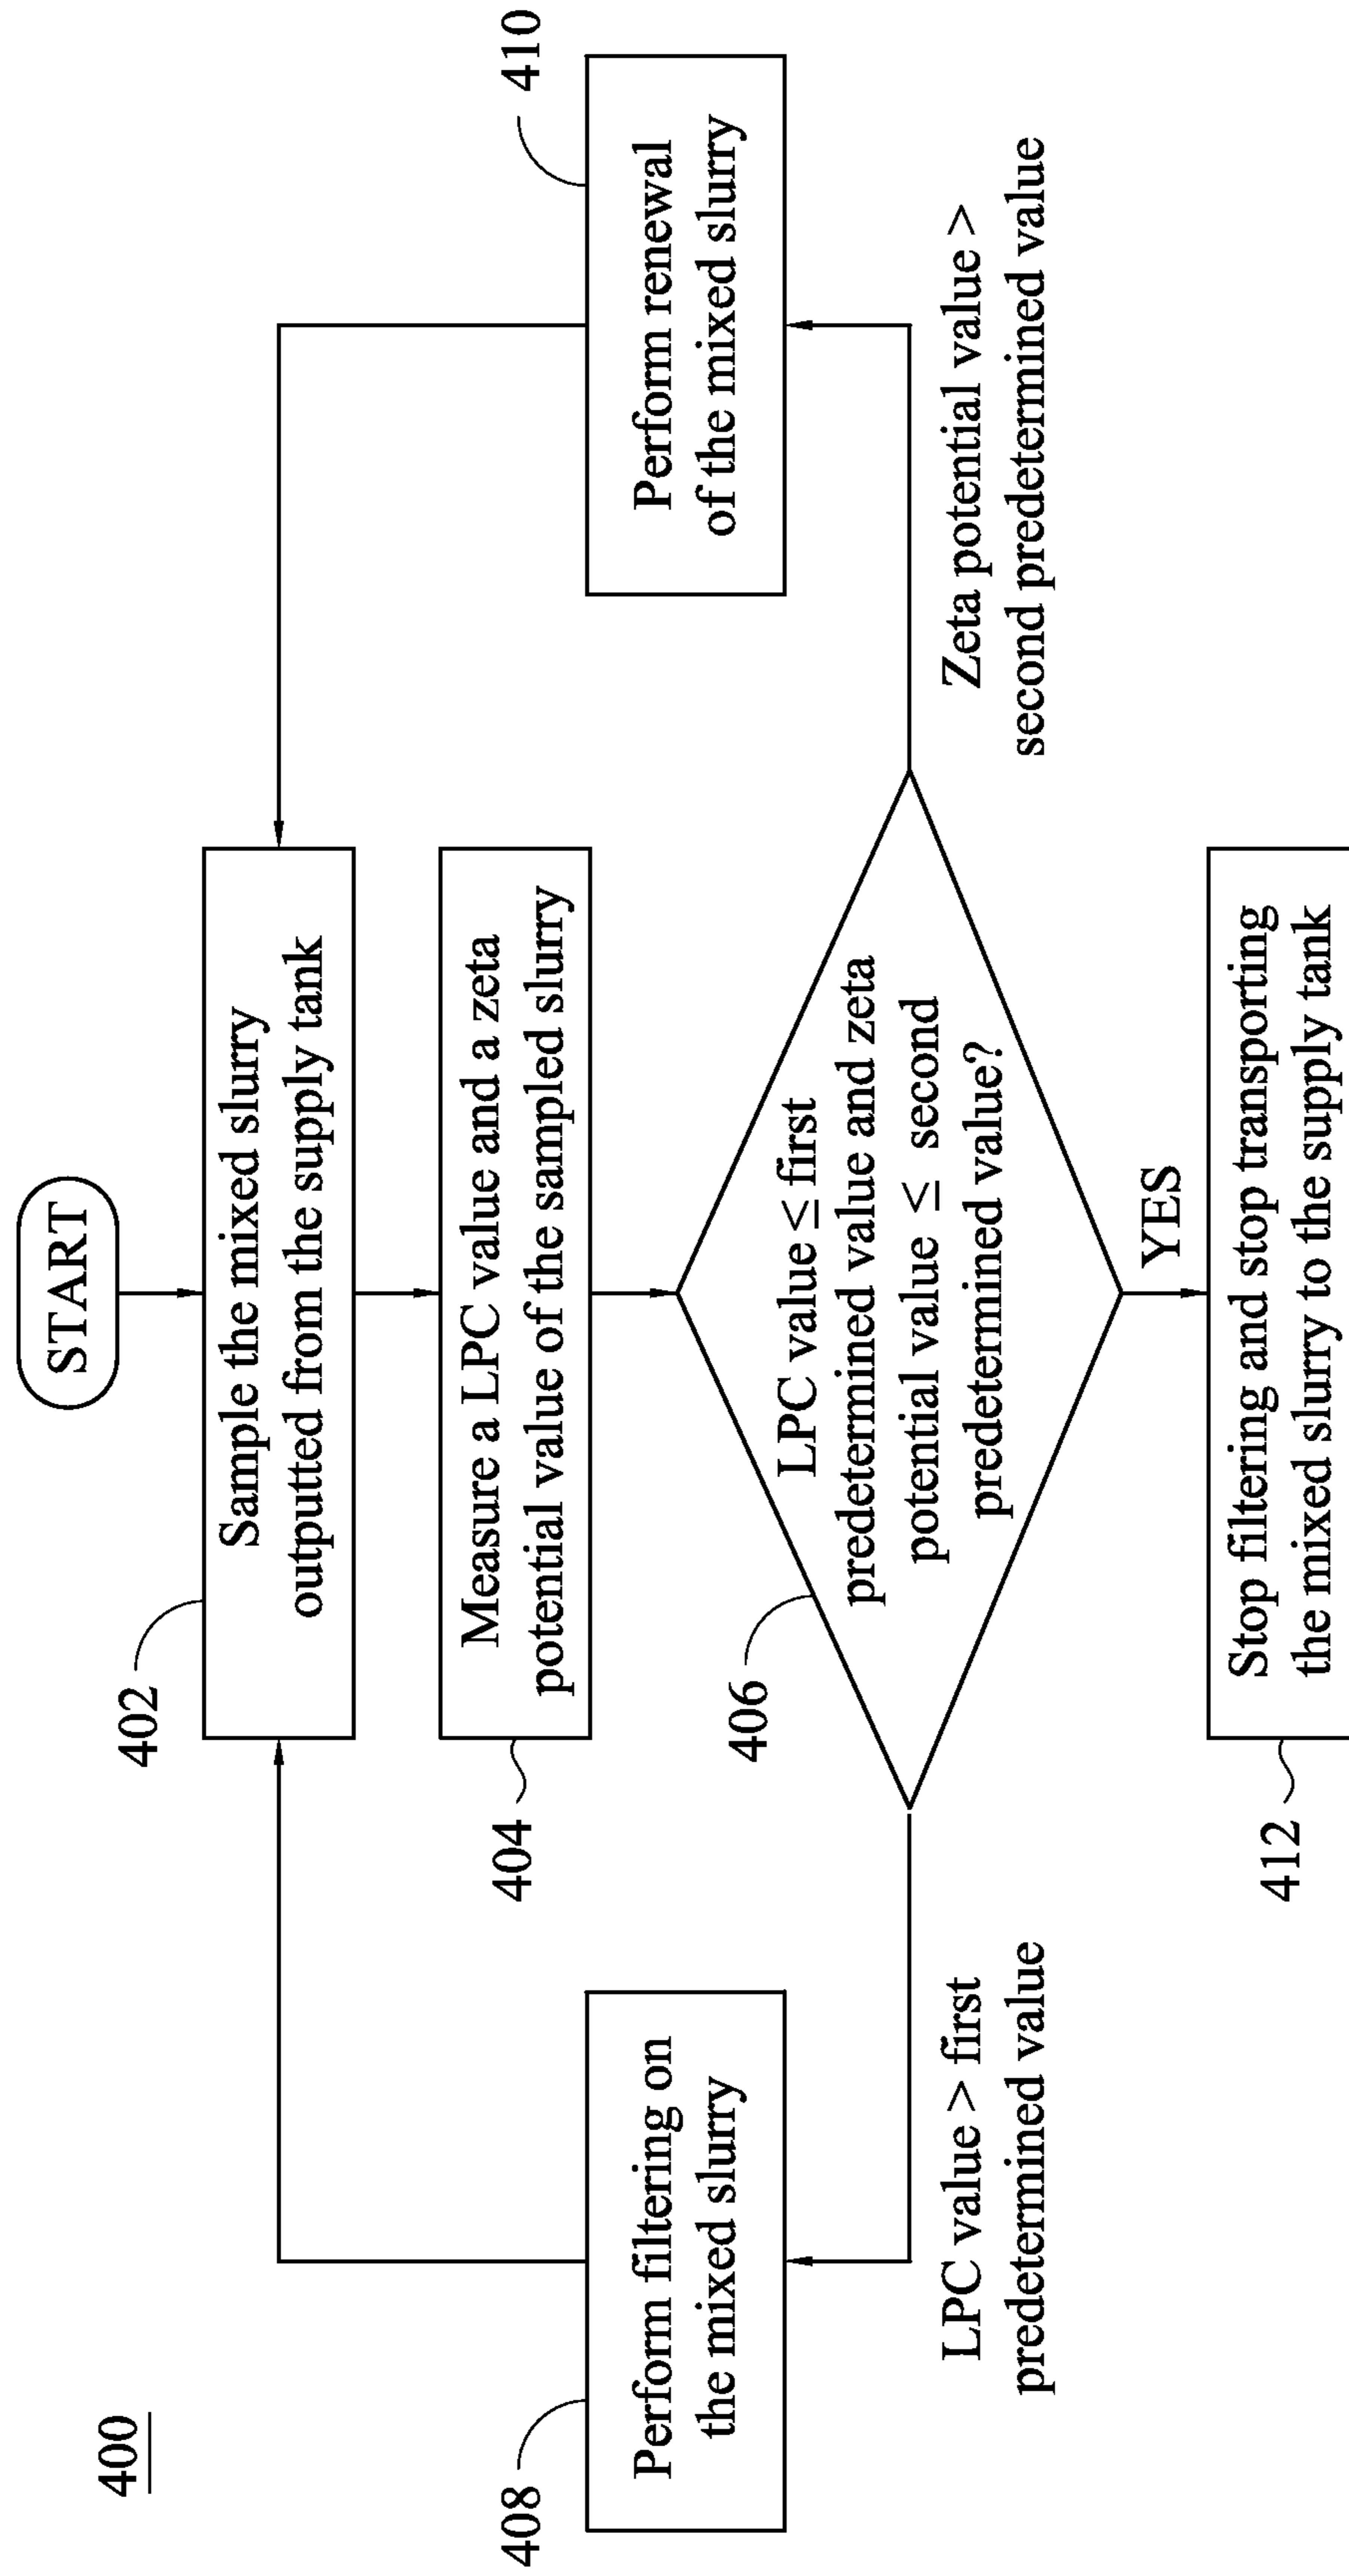 400
START
402
Sample the mixed slurry
outputted from the supply tank
404
Measure a LPC value and a zeta
potential value of the sampled slurry
406
LPC value ≤ first
predetermined value and zeta
potential value ≤ second
predetermined value?
408
Perform filtering on
the mixed slurry
LPC value > first
predetermined value
410
Perform renewal
of the mixed slurry
Zeta potential value >
second predetermined value
YES
412
Stop filtering and stop transporting
the mixed slurry to the supply tank